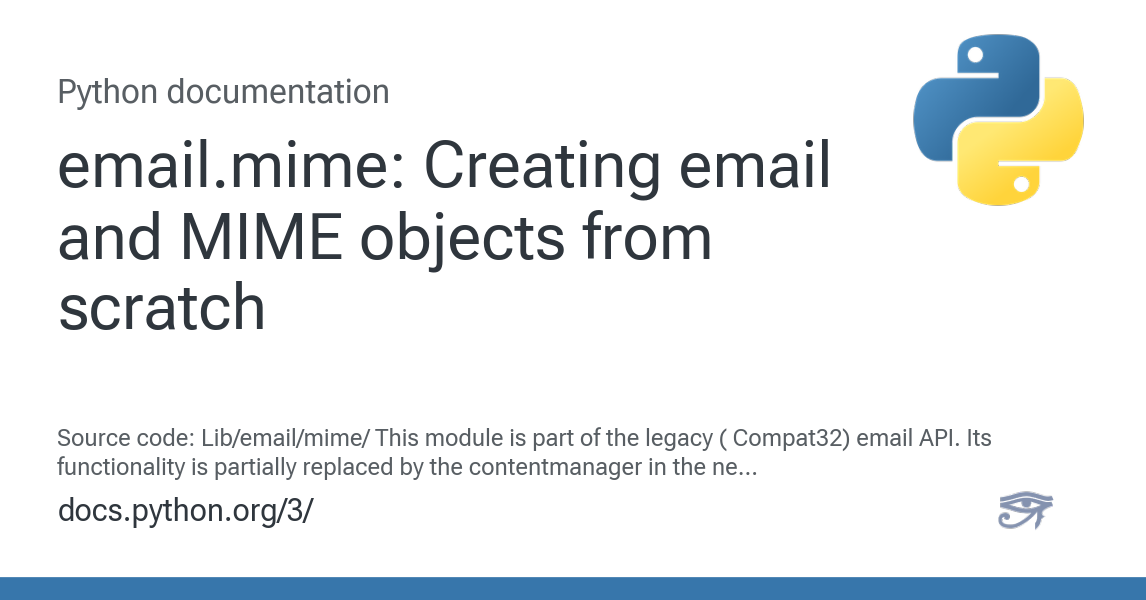 Python documentation
email.mime: Creating email
and MIME objects from
scratch
Source code: Lib/email/mime/ This module is part of the legacy ( Compat32) email API. Its
functionality is partially replaced by the contentmanager in the ne...
docs.python.org/3/